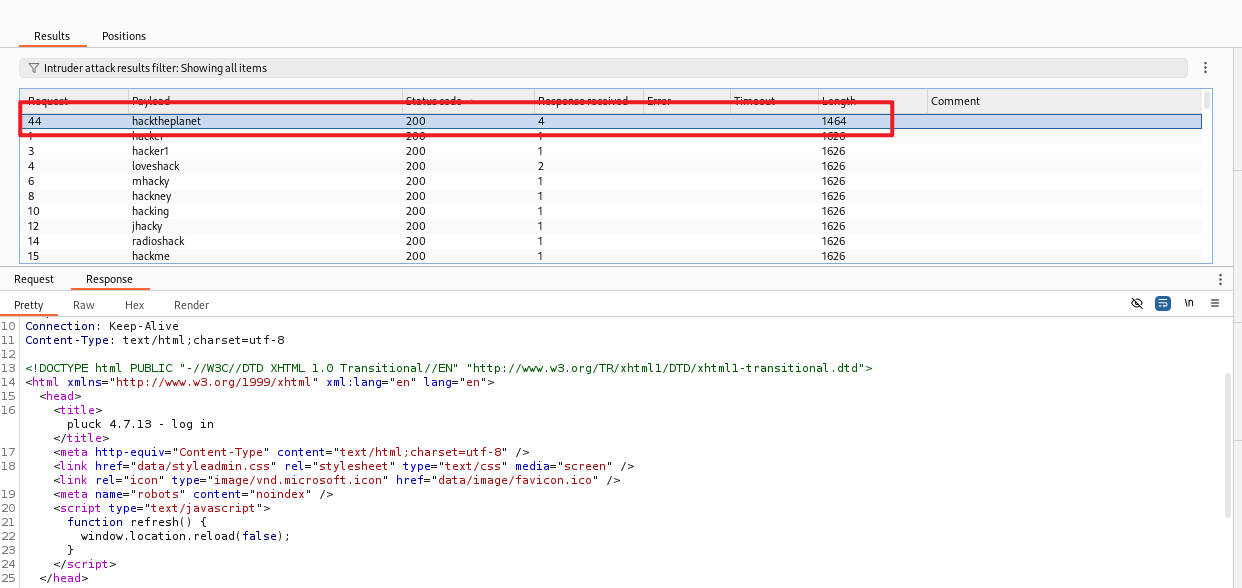 Results Positions
Intruder attack results filter: Showing all items
Request Payload Status code Response received Error Timeout Length Comment
44 hacktheplanet 200 4 1464
1 hacker 200 1 1626
3 hacker1 200 1 1626
4 loveshack 200 2 1626
6 mhacky 200 1 1626
8 hackney 200 1 1626
10 hacking 200 1 1626
12 jhacky 200 1 1626
14 radioshack 200 1 1626
15 hackme 200 1 1626
Request Response
Pretty Raw Hex Render \n
10 Connection: Keep-Alive
11 Content-Type: text/html;charset=utf-8
12
13 <!DOCTYPE html PUBLIC "-//W3C//DTD XHTML 1.0 Transitional//EN" "http://www.w3.org/TR/xhtml1/DTD/xhtml1-transitional.dtd">
14 <html xmlns="http://www.w3.org/1999/xhtml" xml:lang="en" lang="en">
15 <head>
16 <title>
pluck 4.7.13 - log in
</title>
17 <meta http-equiv="Content-Type" content="text/html;charset=utf-8" />
18 <link href="data/styleadmin.css" rel="stylesheet" type="text/css" media="screen" />
<link rel="icon" type="image/vnd.microsoft.icon" href="data/image/favicon.ico" />
19 <meta name="robots" content="noindex" />
20 <script type="text/javascript">
21 function refresh() {
22 window.location.reload(false);
23 }
24 </script>
25 </head>